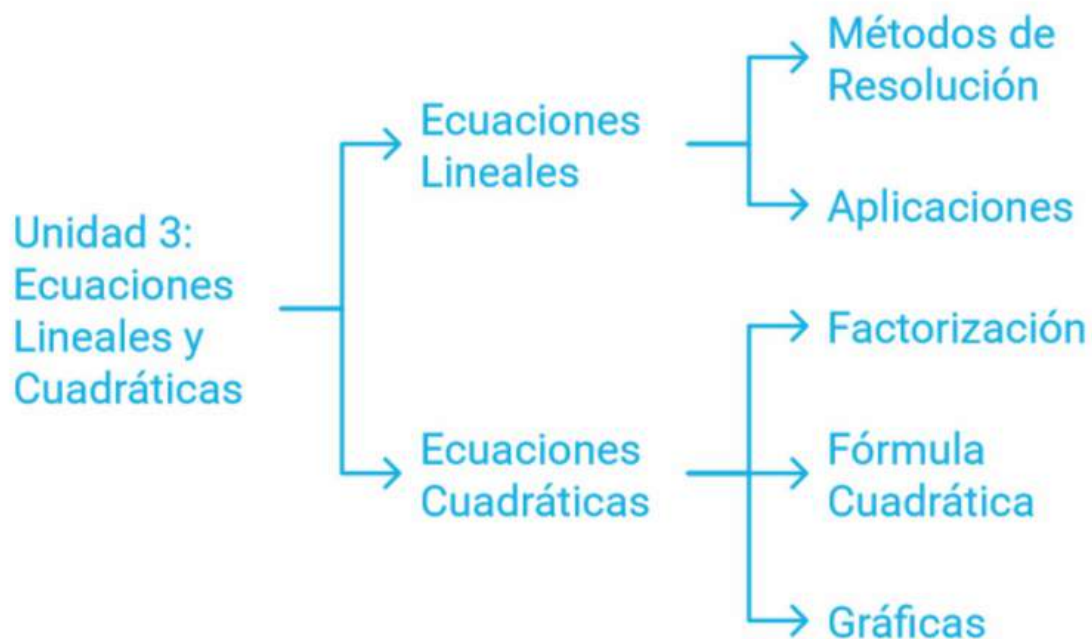 Unidad 3:
Ecuaciones
Lineales y
Cuadráticas
Ecuaciones
Lineales
Métodos de
Resolución
Aplicaciones
Ecuaciones
Cuadráticas
Factorización
Fórmula
Cuadrática
Gráficas